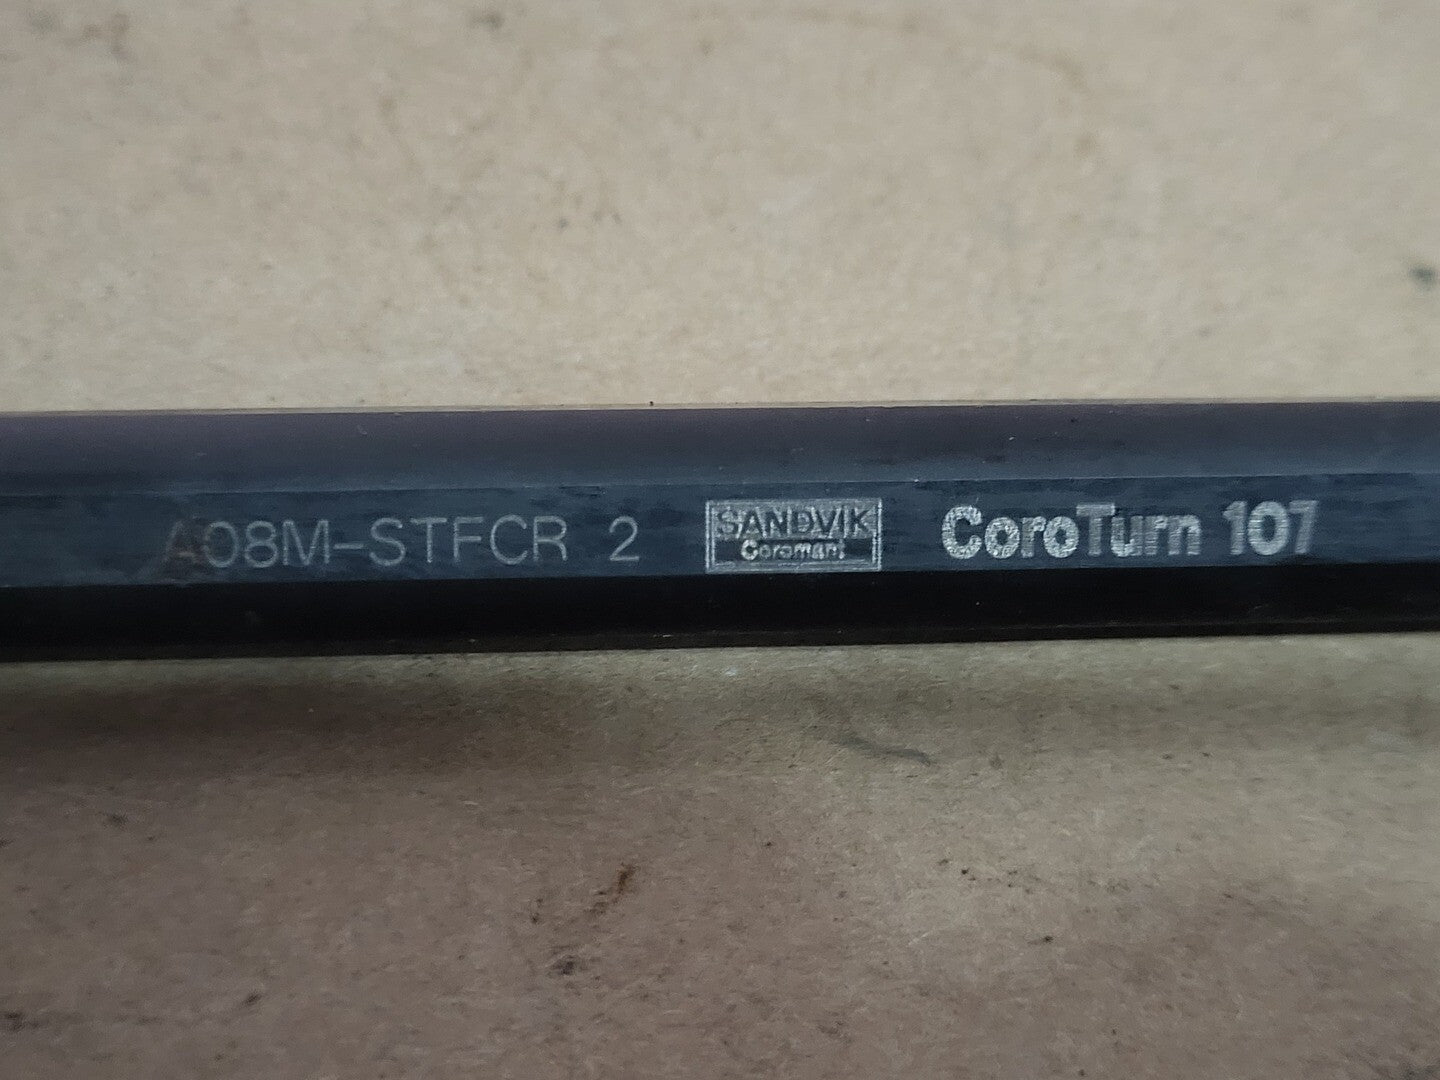 A08M-STFCR 2 SANDVIK Coromant CoroTurn 107